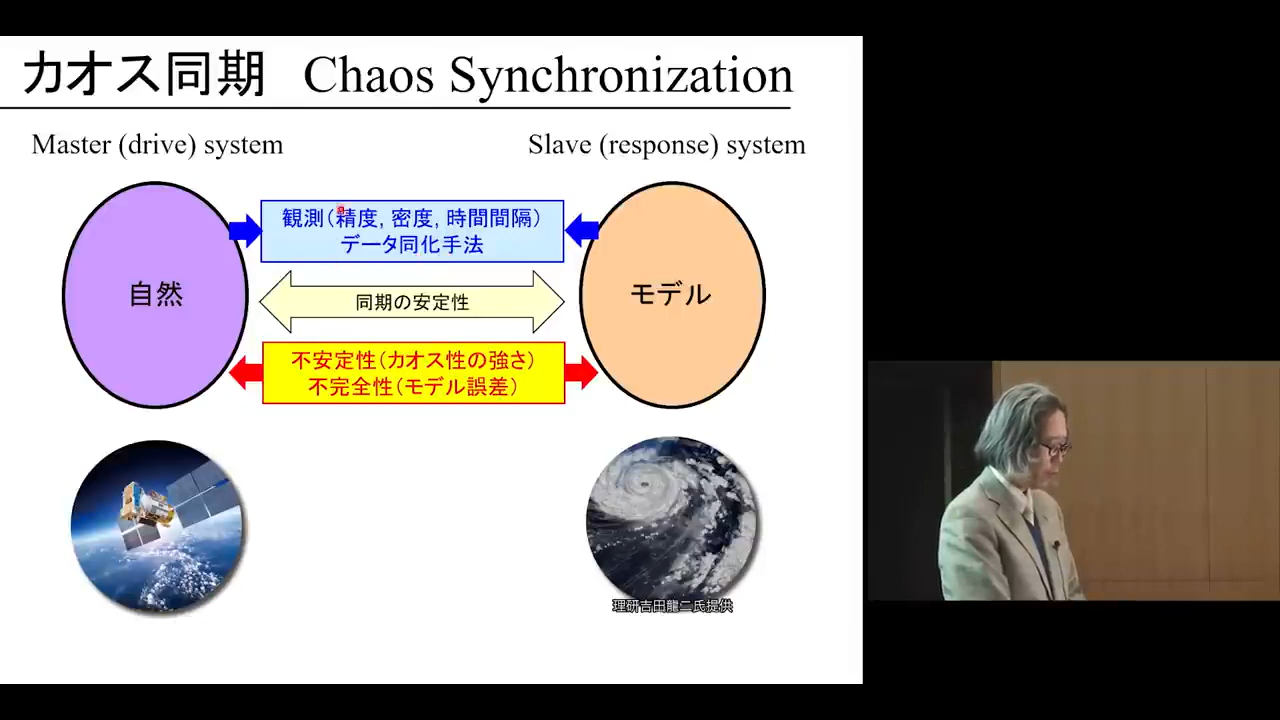 カオス同期 Chaos Synchronization
Master (drive) system
Slave (response) system
観測（精度, 密度, 時間間隔）
データ同化手法
自然
同期の安定性
モデル
不安定性（カオス性の強さ）
不完全性（モデル誤差）
理研吉田龍二氏提供